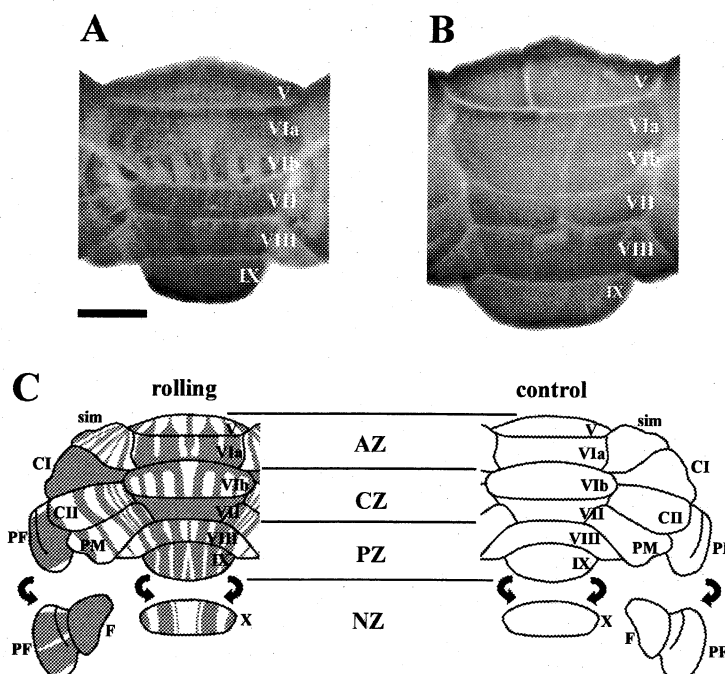 A
B
V
VIa
VIb
VII
VIII
IX
V
VIa
VIb
VII
VIII
IX
C
rolling
control
sim
V
AZ
V
sim
CI
VIa
VIa
CI
VIb
VIb
CII
VII
CZ
VII
CII
PF
PM
VIII
PZ
VIII
PM
PF
IX
IX
PF
F
X
NZ
X
F
PF